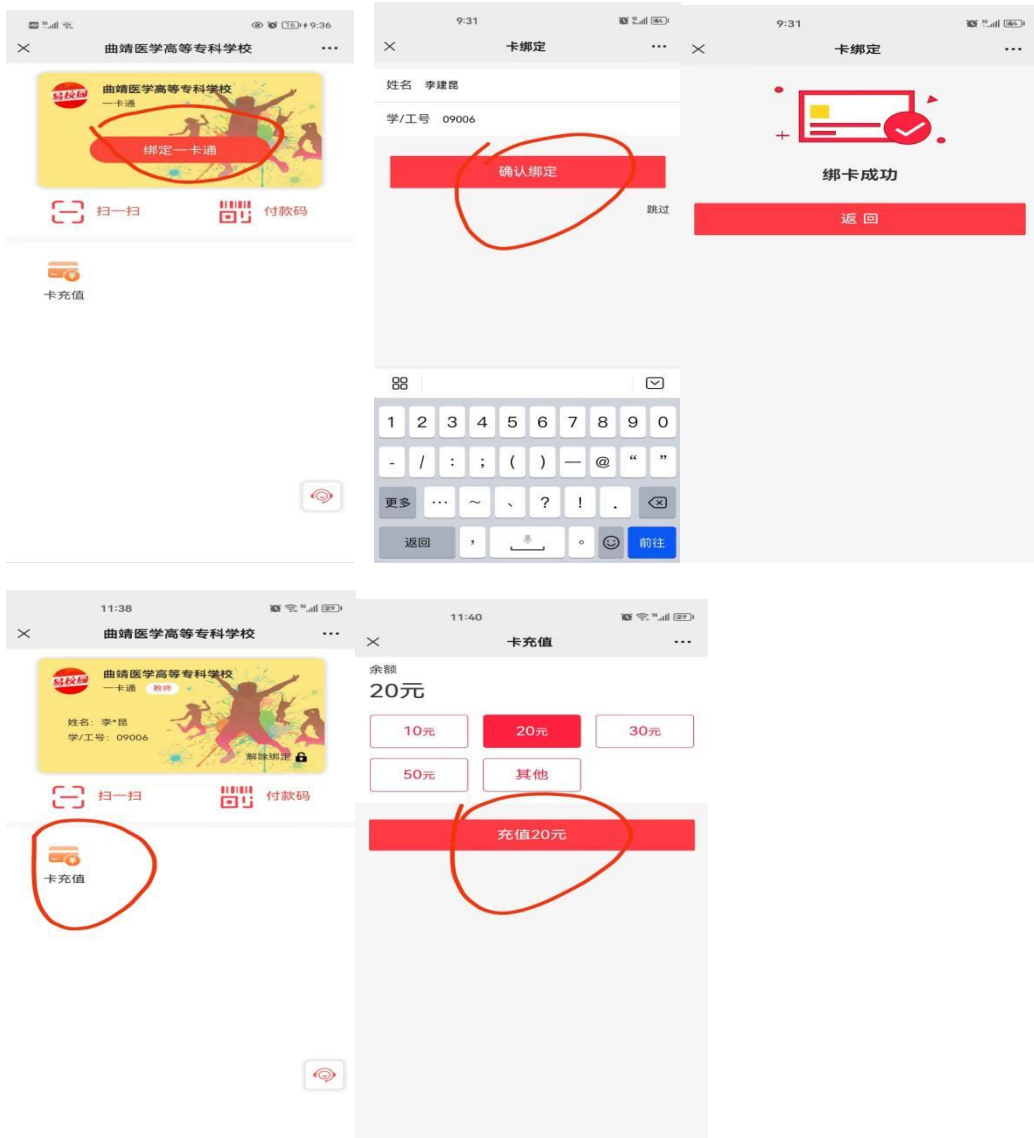 16 9:36
曲靖医学高等专科学校
易校园
曲靖医学高等专科学校
一卡通
绑定一卡通
扫一扫
付款码
卡充值
9:31
卡绑定
姓名 李建昆
学/工号 09006
确认绑定
跳过
1 2 3 4 5 6 7 8 9 0
- / : ; ( ) — @ “ ”
更多 … ~ 、 ? ! .
返回 , 。 前往
9:31
卡绑定
绑卡成功
返回
11:38
曲靖医学高等专科学校
易校园
曲靖医学高等专科学校
一卡通 教师
姓名：李*昆
学/工号：09006
解除绑定
扫一扫
付款码
卡充值
11:40
卡充值
余额
20元
10元 20元 30元
50元 其他
充值20元